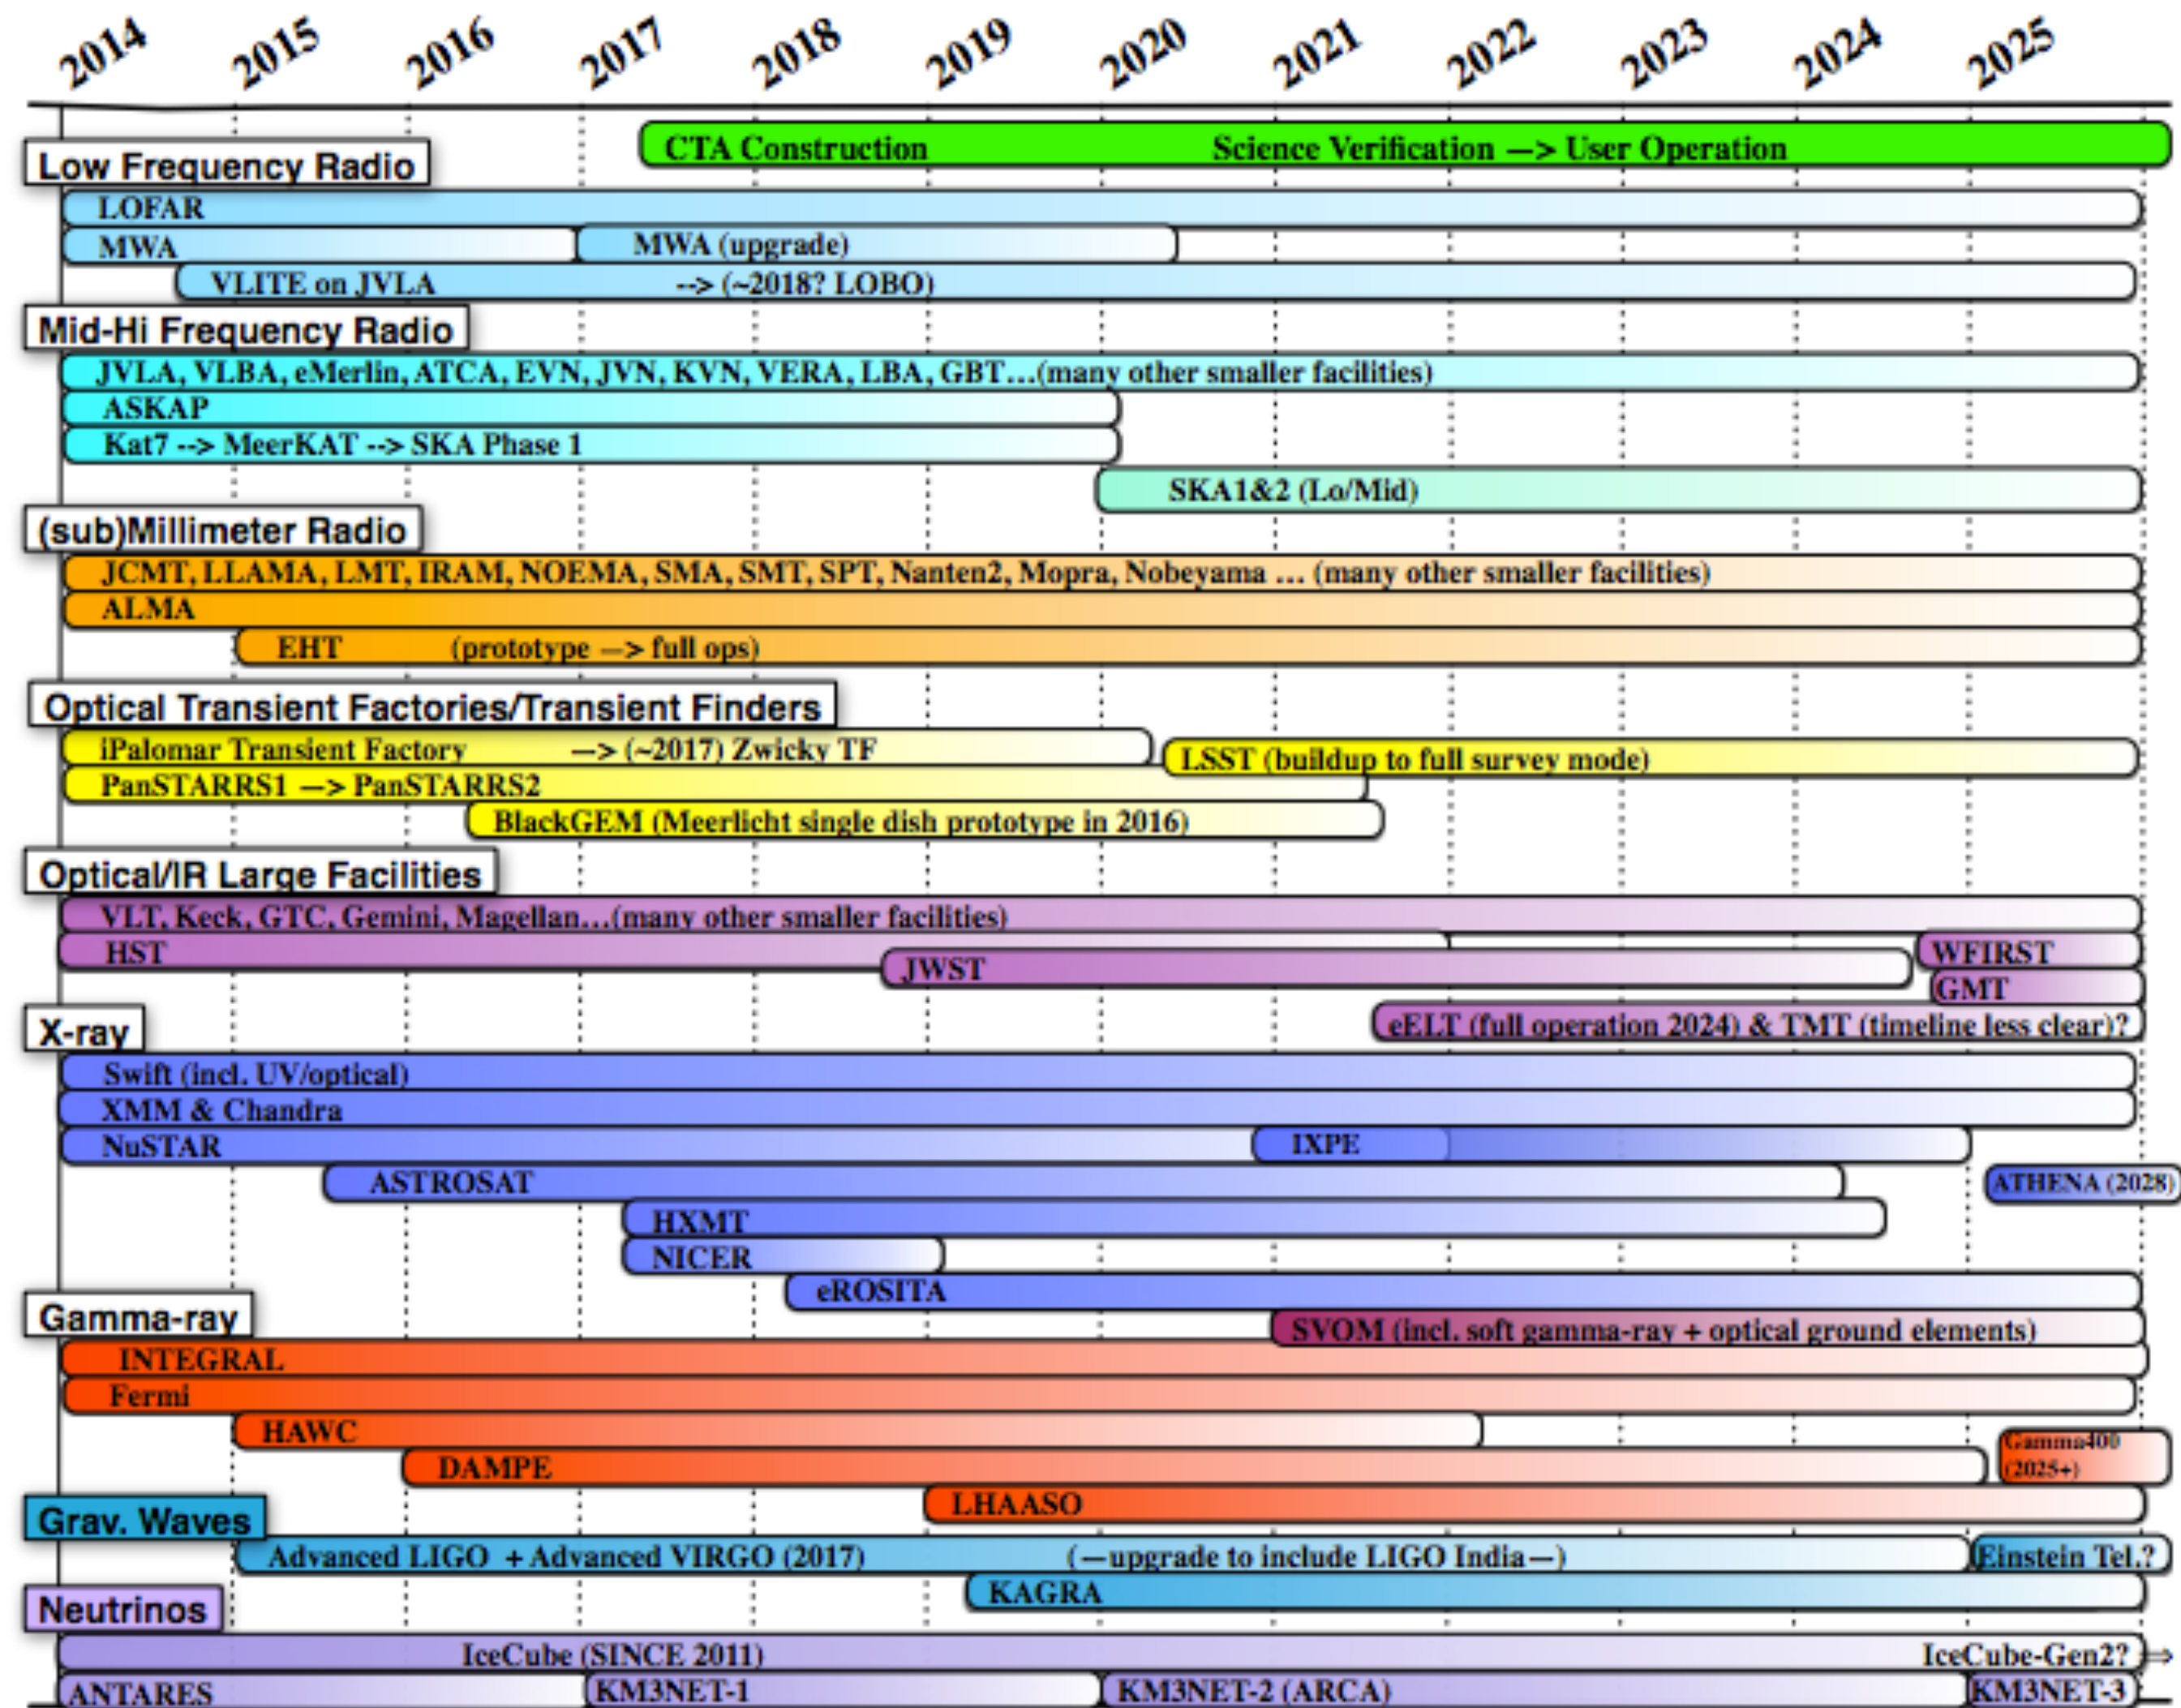 2014 2015 2016 2017 2018 2019 2020 2021 2022 2023 2024 2025
CTA Construction Science Verification —> User Operation
Low Frequency Radio
LOFAR
MWA MWA (upgrade)
VLITE on JVLA --> (~2018? LOBO)
Mid-Hi Frequency Radio
JVLA, VLBA, eMerlin, ATCA, EVN, JVN, KVN, VERA, LBA, GBT...(many other smaller facilities)
ASKAP
Kat7 --> MeerKAT --> SKA Phase 1
SKA1&2 (Lo/Mid)
(sub)Millimeter Radio
JCMT, LLAMA, LMT, IRAM, NOEMA, SMA, SMT, SPT, Nanten2, Mopra, Nobeyama ... (many other smaller facilities)
ALMA
EHT (prototype —> full ops)
Optical Transient Factories/Transient Finders
iPalomar Transient Factory —> (~2017) Zwicky TF
LSST (buildup to full survey mode)
PanSTARRS1 —> PanSTARRS2
BlackGEM (Meerlicht single dish prototype in 2016)
Optical/IR Large Facilities
VLT, Keck, GTC, Gemini, Magellan...(many other smaller facilities)
HST WFIRST
JWST
GMT
eELT (full operation 2024) & TMT (timeline less clear)?
X-ray
Swift (incl. UV/optical)
XMM & Chandra
NuSTAR IXPE
ASTROSAT ATHENA (2028)
HXMT
NICER
eROSITA
SVOM (incl. soft gamma-ray + optical ground elements)
Gamma-ray
INTEGRAL
Fermi
HAWC
Gamma400
(2025+)
DAMPE
LHAASO
Grav. Waves
Advanced LIGO + Advanced VIRGO (2017) (—upgrade to include LIGO India—) Einstein Tel.?
KAGRA
Neutrinos
IceCube (SINCE 2011) IceCube-Gen2? ⇒
ANTARES KM3NET-1 KM3NET-2 (ARCA) KM3NET-3